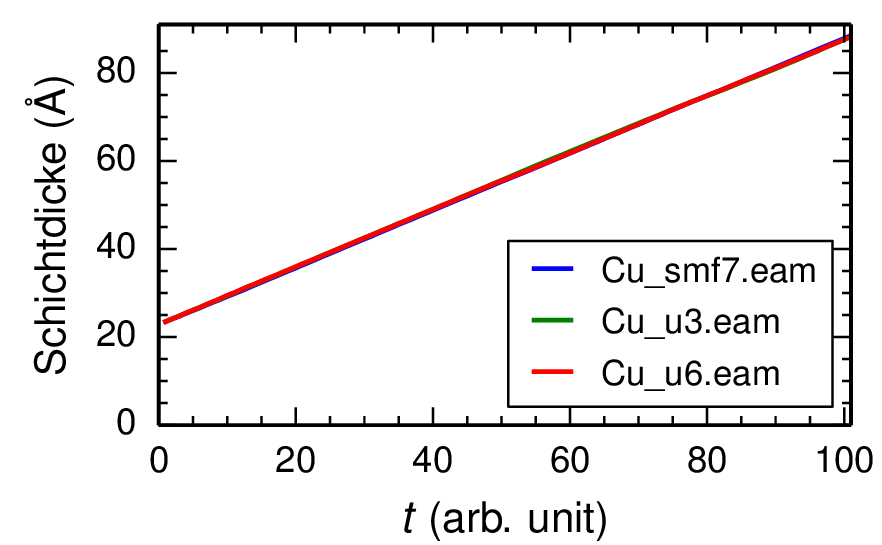 Schichtdicke (Å)
80
60
40
20
0
Cu_smf7.eam
Cu_u3.eam
Cu_u6.eam
0 20 40 60 80 100
t (arb. unit)